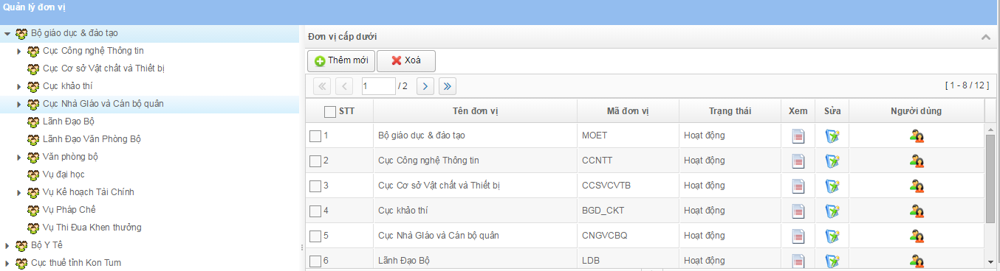 Quản lý đơn vị
Bộ giáo dục & đào tạo
Cục Công nghệ Thông tin
Cục Cơ sở Vật chất và Thiết bị
Cục khảo thí
Cục Nhà GIáo và Cán bộ quản
Lãnh Đạo Bộ
Lãnh Đạo Văn Phòng Bộ
Văn phòng bộ
Vụ đại học
Vụ Kế hoạch Tài Chính
Vụ Pháp Chế
Vụ Thi Đua Khen thưởng
Bộ Y Tế
Cục thuế tỉnh Kon Tum
Đơn vị cấp dưới
Thêm mới Xoá
1 / 2 [ 1 - 8 / 12 ]
STT Tên đơn vị Mã đơn vị Trạng thái Xem Sửa Người dùng
1 Bộ giáo dục & đào tạo MOET Hoạt động
2 Cục Công nghệ Thông tin CCNTT Hoạt động
3 Cục Cơ sở Vật chất và Thiết bị CCSVCVTB Hoạt động
4 Cục khảo thí BGD_CKT Hoạt động
5 Cục Nhà GIáo và Cán bộ quản CNGVCBQ Hoạt động
6 Lãnh Đạo Bộ LDB Hoạt động